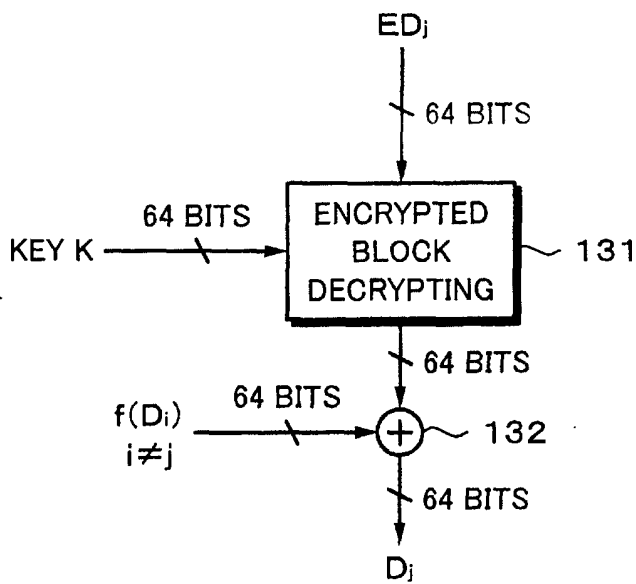 EDj
64 BITS
64 BITS
KEY K
ENCRYPTED
BLOCK
DECRYPTING
131
64 BITS
64 BITS
f(Di)
i≠j
132
64 BITS
Dj